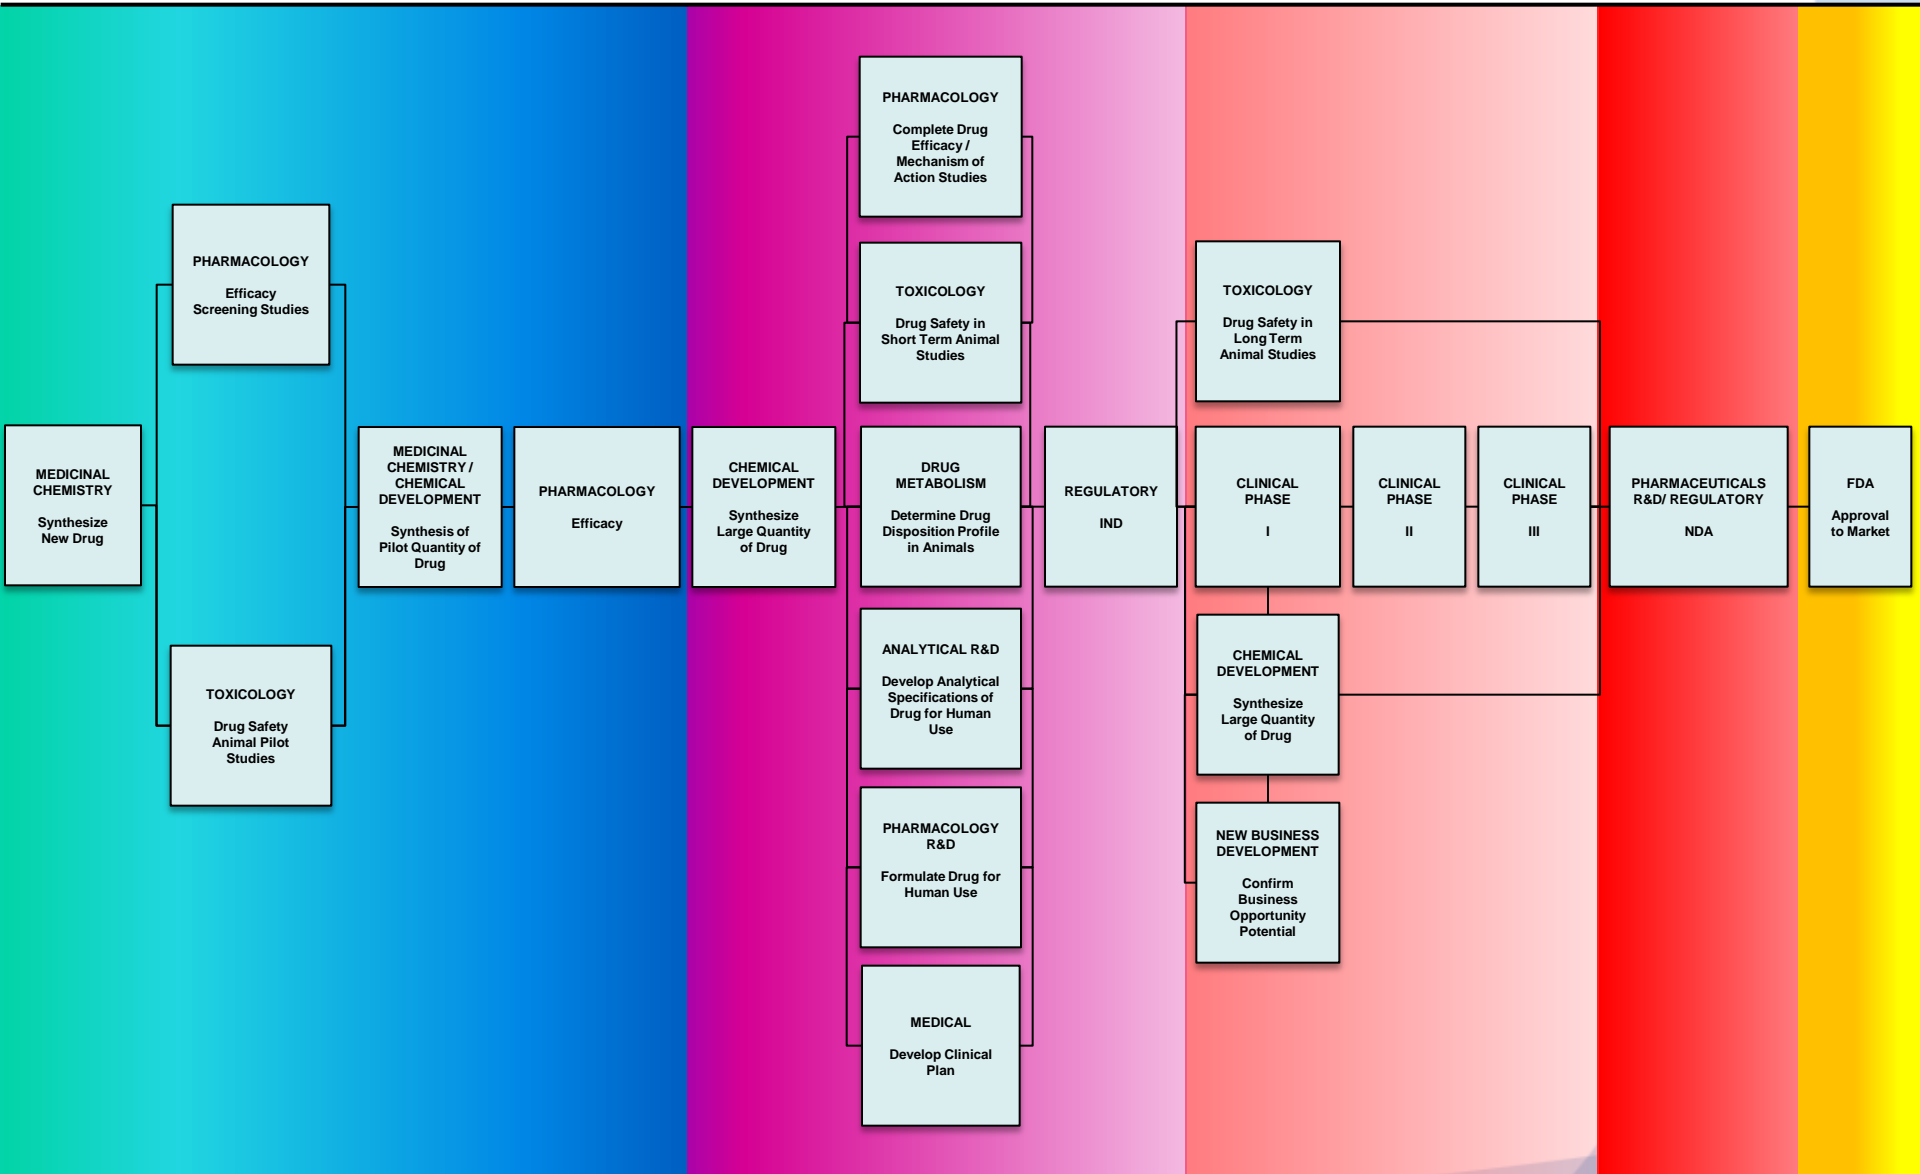 MEDICINAL
CHEMISTRY
Synthesize
New Drug
PHARMACOLOGY
Efficacy
Screening Studies
TOXICOLOGY
Drug Safety
Animal Pilot
Studies
MEDICINAL
CHEMISTRY /
CHEMICAL
DEVELOPMENT
Synthesis of
Pilot Quantity of
Drug
PHARMACOLOGY
Efficacy
CHEMICAL
DEVELOPMENT
Synthesize
Large Quantity
of Drug
PHARMACOLOGY
Complete Drug
Efficacy /
Mechanism of
Action Studies
TOXICOLOGY
Drug Safety in
Short Term Animal
Studies
DRUG
METABOLISM
Determine Drug
Disposition Profile
in Animals
ANALYTICAL R&D
Develop Analytical
Specifications of
Drug for Human
Use
PHARMACOLOGY
R&D
Formulate Drug for
Human Use
MEDICAL
Develop Clinical
Plan
REGULATORY
IND
TOXICOLOGY
Drug Safety in
Long Term
Animal Studies
CLINICAL
PHASE
I
CHEMICAL
DEVELOPMENT
Synthesize
Large Quantity
of Drug
NEW BUSINESS
DEVELOPMENT
Confirm
Business
Opportunity
Potential
CLINICAL
PHASE
II
CLINICAL
PHASE
III
PHARMACEUTICALS
R&D/ REGULATORY
NDA
FDA
Approval
to Market